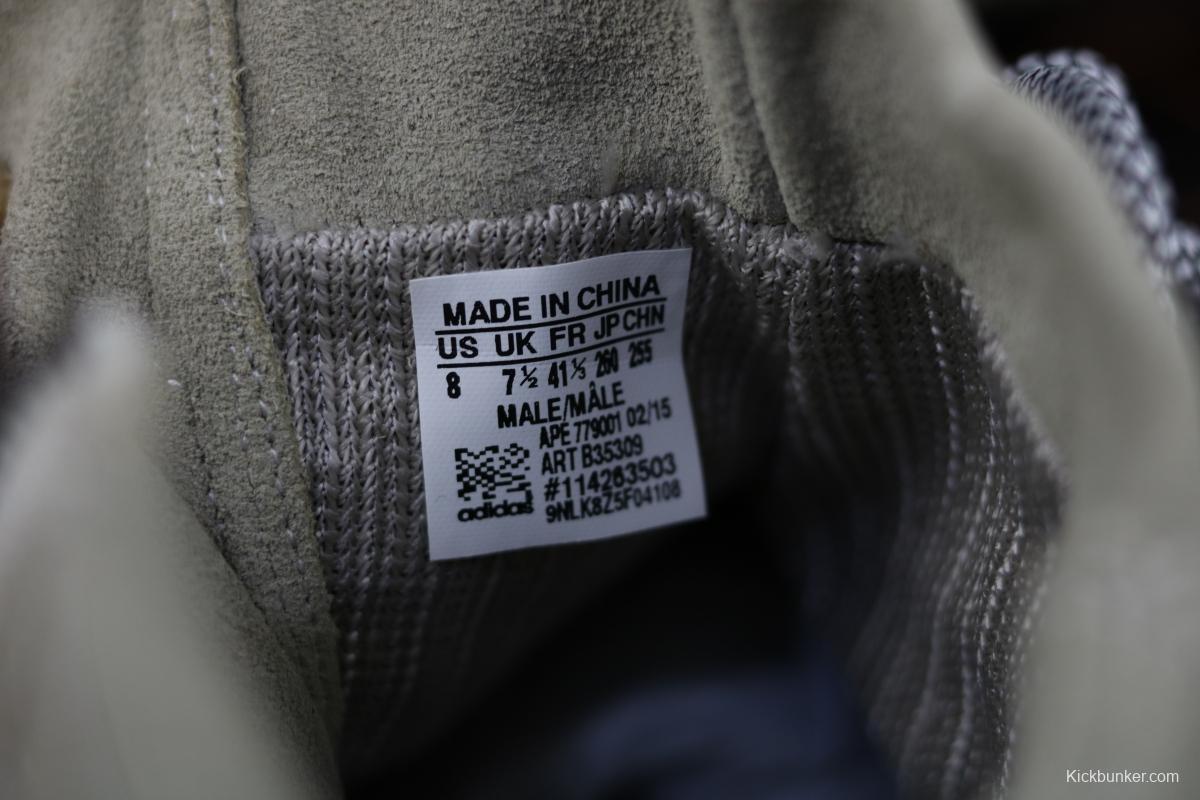 MADE IN CHINA
US UK FR JP CHN
8 7½ 41⅓ 260 255
MALE/MÂLE
APE 779001 02/15
ART B35309
#114263503
9NLK8Z5F04108
adidas
Kickbunker.com